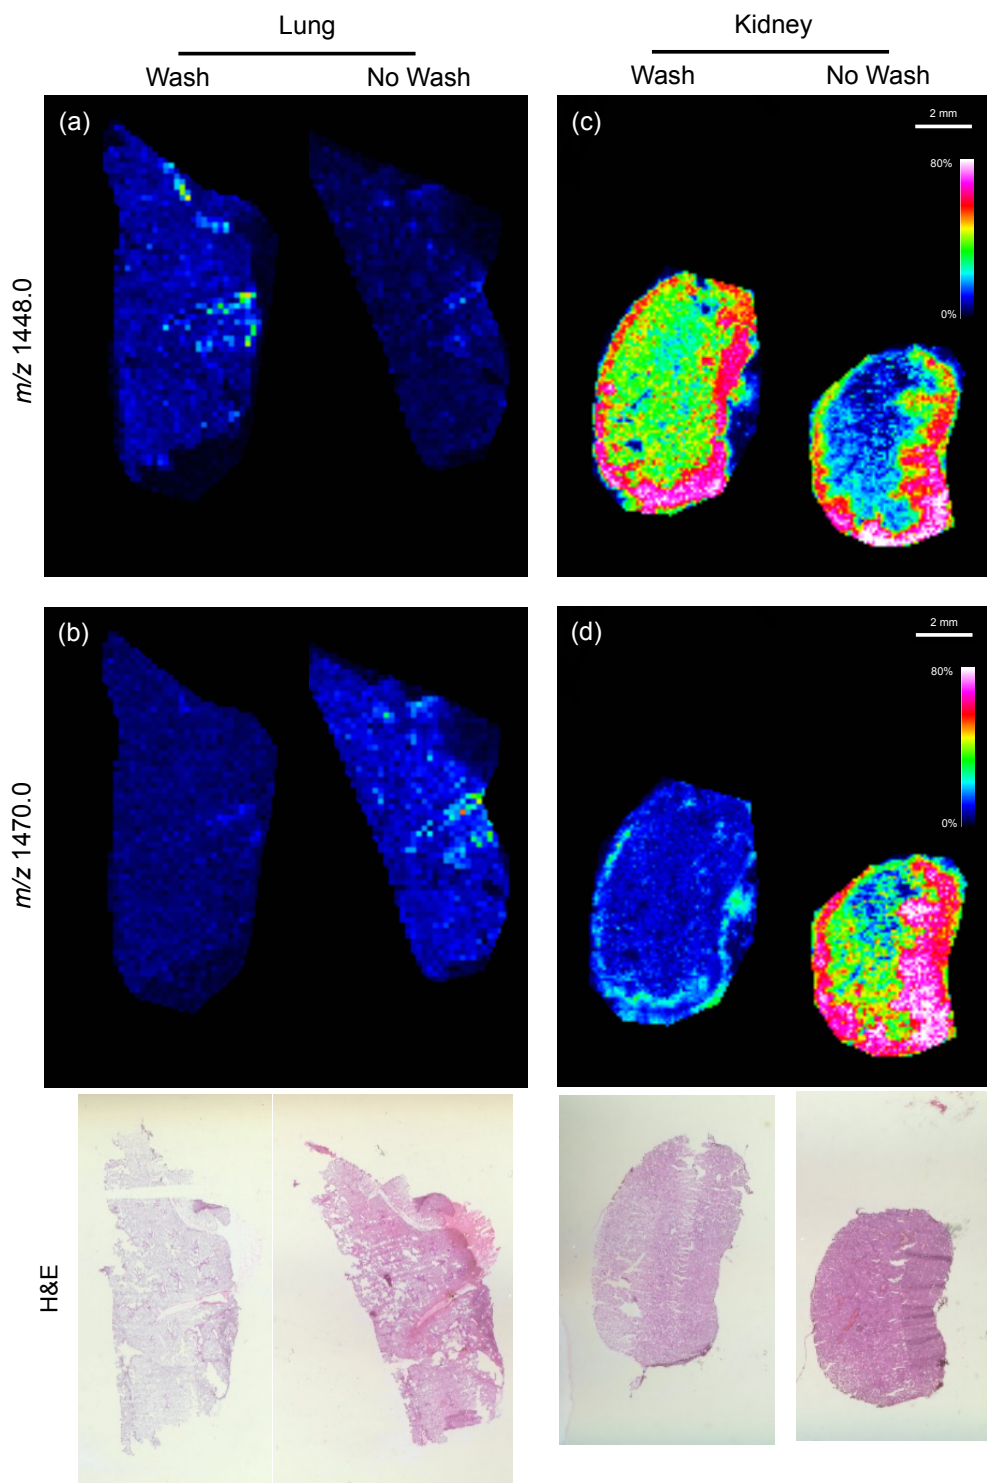 Lung
Kidney
Wash
No Wash
Wash
No Wash
(a)
(c)
2 mm
80%
0%
m/z 1448.0
(b)
(d)
2 mm
80%
0%
m/z 1470.0
H&E